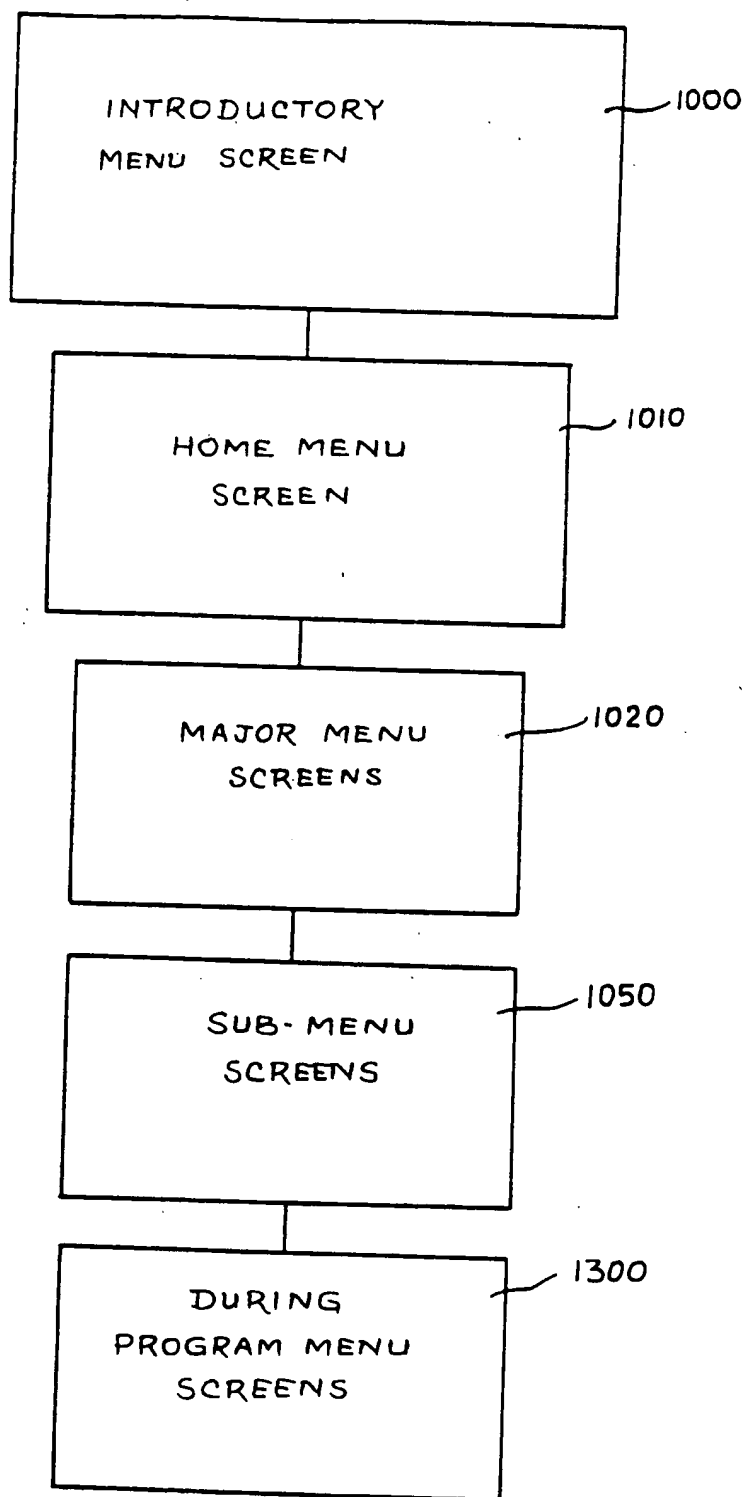 INTRODUCTORY
MENU SCREEN
1000
HOME MENU
SCREEN
1010
MAJOR MENU
SCREENS
1020
SUB-MENU
SCREENS
1050
DURING
PROGRAM MENU
SCREENS
1300